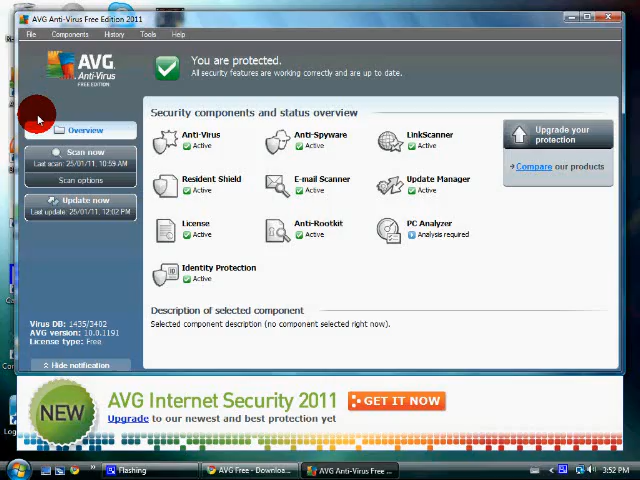 AVG Anti-Virus Free Edition 2011
File Components History Tools Help
AVG.
Anti-Virus
FREE EDITION
You are protected.
All security features are working correctly and are up to date.
Overview
Scan now
Last scan: 25/01/11, 10:59 AM
Scan options
Update now
Last update: 25/01/11, 12:02 PM
Security components and status overview
Anti-Virus
Active
Anti-Spyware
Active
LinkScanner
Active
Resident Shield
Active
E-mail Scanner
Active
Update Manager
Active
License
Active
Anti-Rootkit
Active
PC Analyzer
Analysis required
Identity Protection
Active
Upgrade your
protection
Compare our products
Description of selected component
Selected component description (no component selected right now).
Virus DB: 1435/3402
AVG version: 10.0.1191
License type: Free
Hide notification
NEW
AVG Internet Security 2011
GET IT NOW
Upgrade to our newest and best protection yet
Flashing
AVG Free - Downloa...
AVG Anti-Virus Free ...
3:52 PM